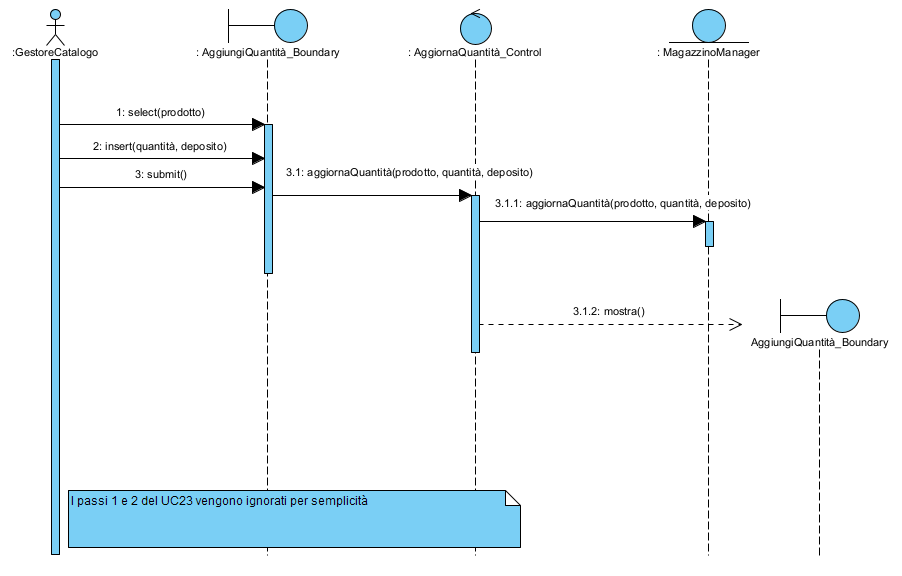 :GestoreCatalogo
: AggiungiQuantità_Boundary
: AggiornaQuantità_Control
: MagazzinoManager
1: select(prodotto)
2: insert(quantità, deposito)
3: submit()
3.1: aggiornaQuantità(prodotto, quantità, deposito)
3.1.1: aggiornaQuantità(prodotto, quantità, deposito)
3.1.2: mostra()
AggiungiQuantità_Boundary
I passi 1 e 2 del UC23 vengono ignorati per semplicità